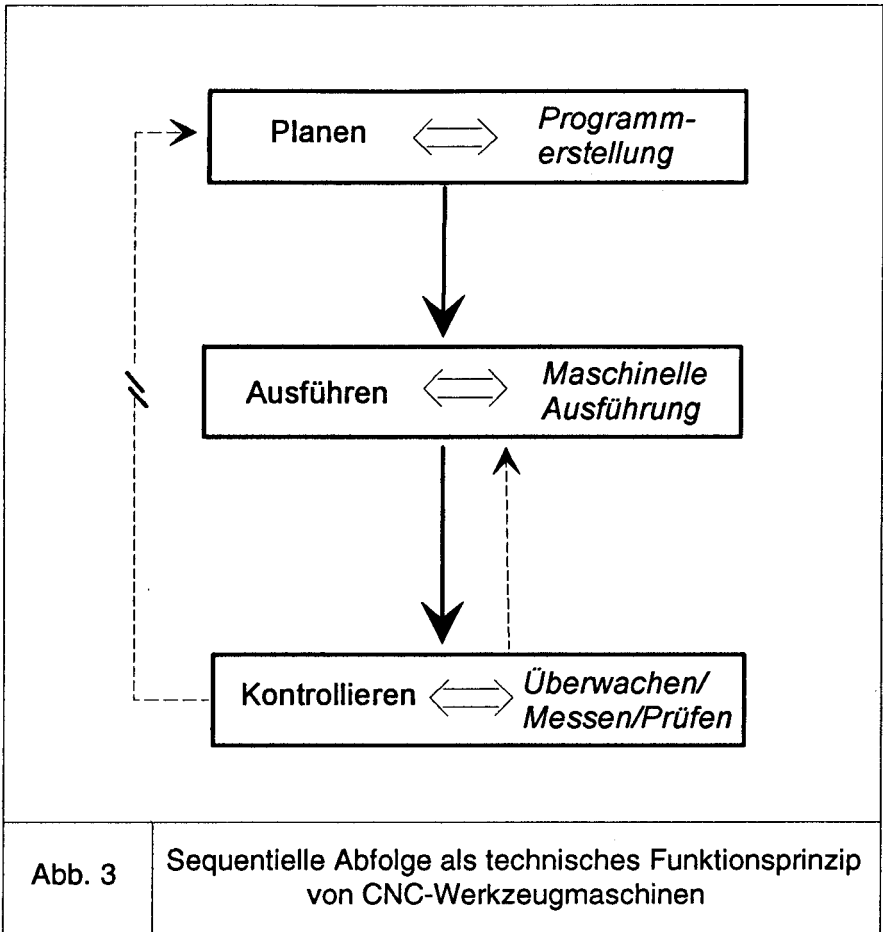 Planen
Programm-
erstellung
Ausführen
Maschinelle
Ausführung
Kontrollieren
Überwachen/
Messen/Prüfen
Abb. 3
Sequentielle Abfolge als technisches Funktionsprinzip
von CNC-Werkzeugmaschinen